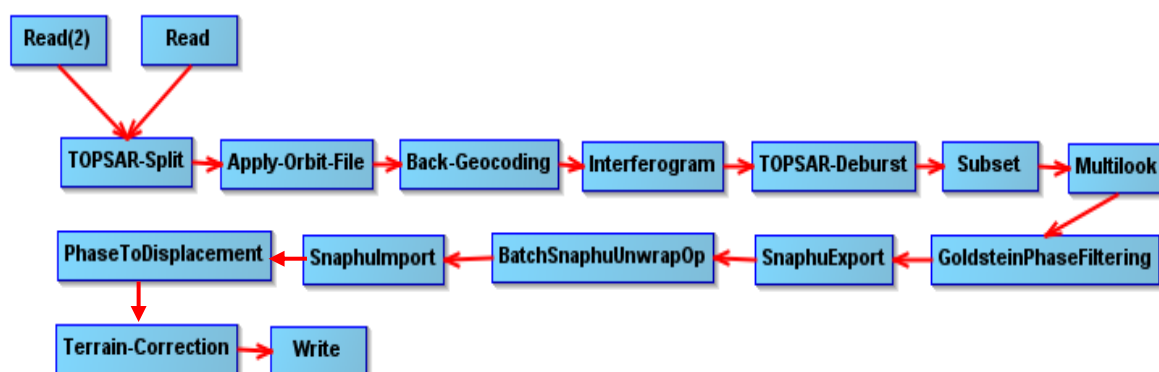 Read(2)
Read
TOPSAR-Split
Apply-Orbit-File
Back-Geocoding
Interferogram
TOPSAR-Deburst
Subset
Multilook
GoldsteinPhaseFiltering
SnaphuExport
BatchSnaphuUnwrapOp
SnaphuImport
PhaseToDisplacement
Terrain-Correction
Write